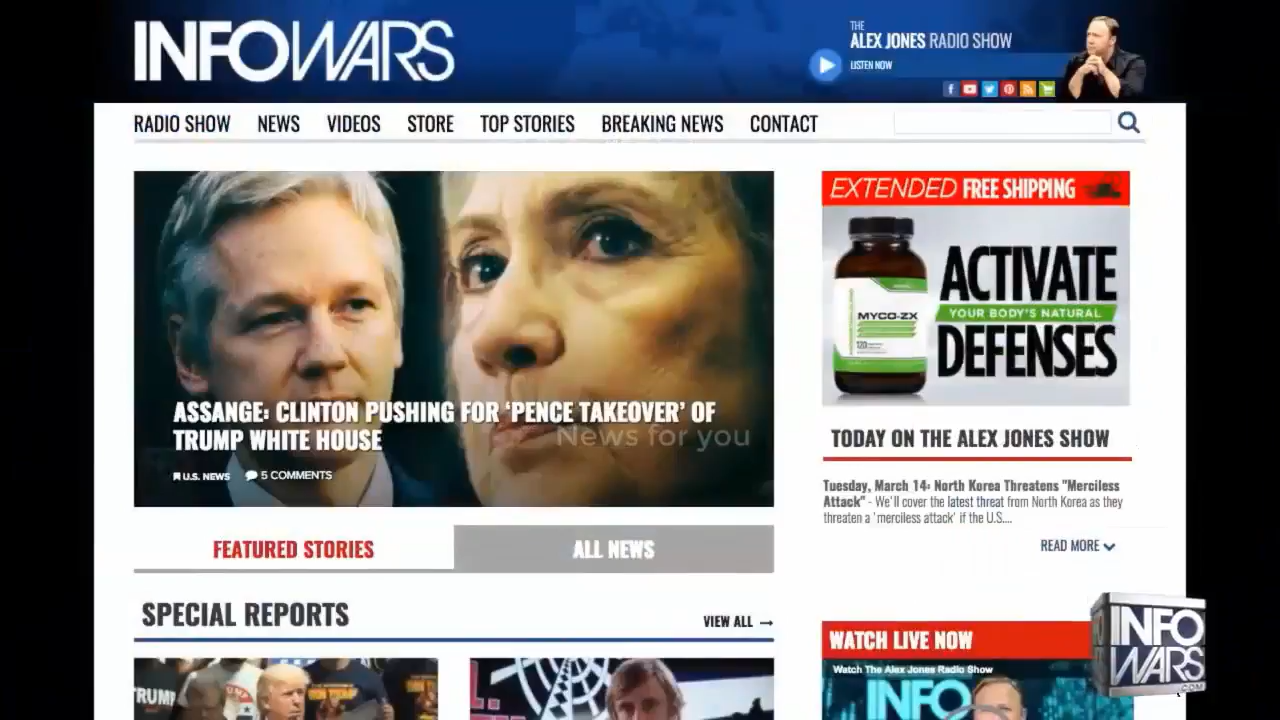 INFOWARS
THE
ALEX JONES RADIO SHOW
LISTEN NOW
RADIO SHOW NEWS VIDEOS STORE TOP STORIES BREAKING NEWS CONTACT
ASSANGE: CLINTON PUSHING FOR ‘PENCE TAKEOVER’ OF
TRUMP WHITE HOUSE
News for you
U.S. NEWS 5 COMMENTS
FEATURED STORIES ALL NEWS
SPECIAL REPORTS
VIEW ALL →
TRUMP
EXTENDED FREE SHIPPING
MYCO-ZX
120
ACTIVATE
YOUR BODY'S NATURAL
DEFENSES
TODAY ON THE ALEX JONES SHOW
Tuesday, March 14: North Korea Threatens "Merciless
Attack" - We'll cover the latest threat from North Korea as they
threaten a 'merciless attack' if the U.S....
READ MORE
WATCH LIVE NOW
Watch The Alex Jones Radio Show
INFO
INFO
WARS
.COM